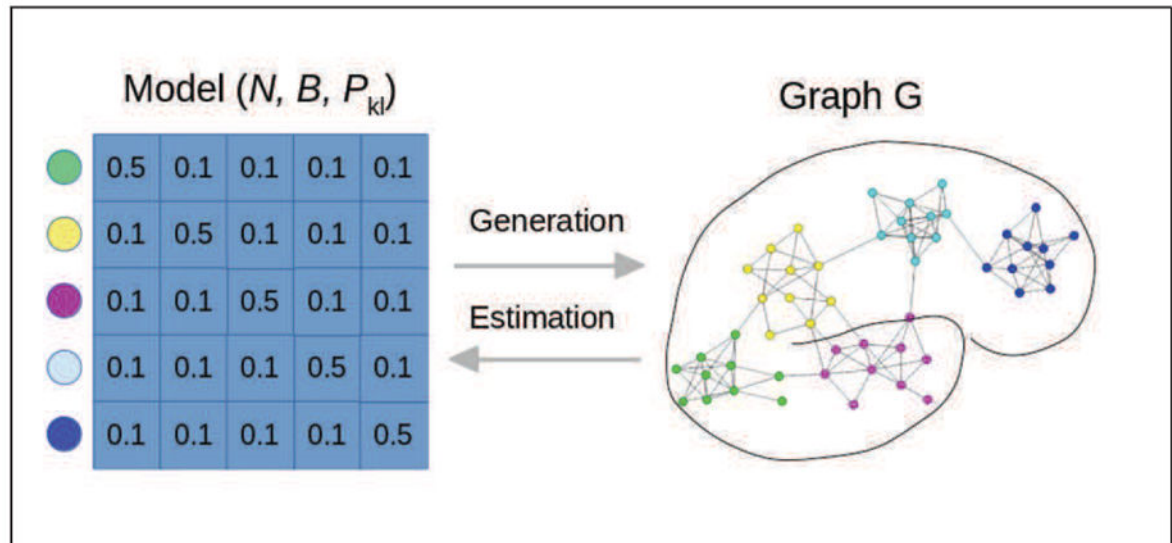 Model (N, B, Pkl)
Graph G
0.5 0.1 0.1 0.1 0.1
0.1 0.5 0.1 0.1 0.1
0.1 0.1 0.5 0.1 0.1
0.1 0.1 0.1 0.5 0.1
0.1 0.1 0.1 0.1 0.5
Generation
Estimation